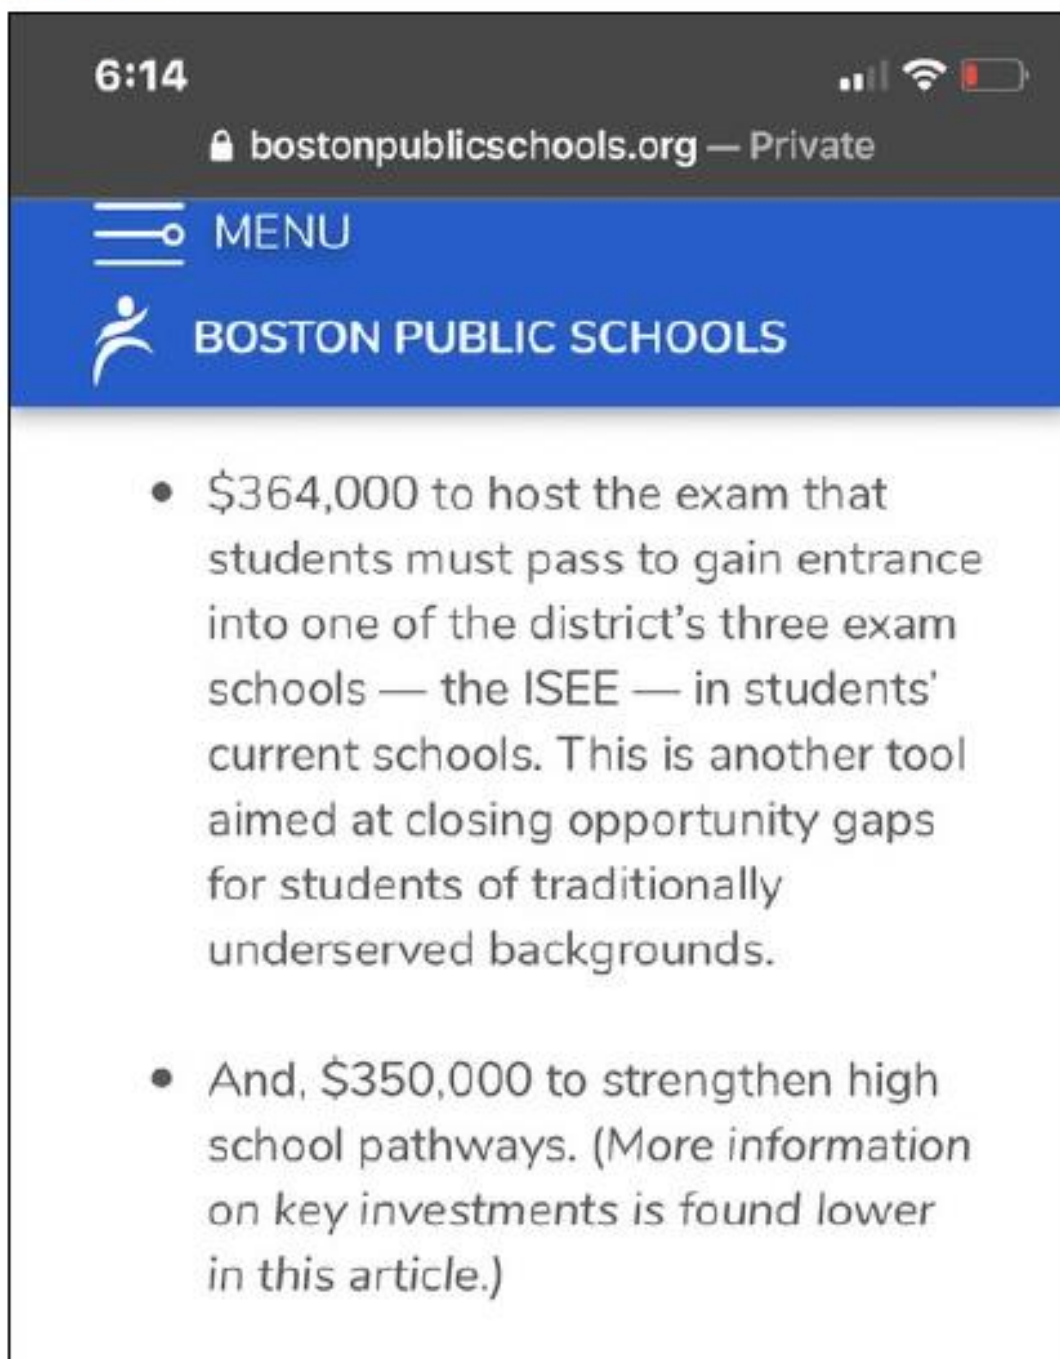 6:14
bostonpublicschools.org — Private
MENU
BOSTON PUBLIC SCHOOLS
• $364,000 to host the exam that
students must pass to gain entrance
into one of the district's three exam
schools — the ISEE — in students'
current schools. This is another tool
aimed at closing opportunity gaps
for students of traditionally
underserved backgrounds.
• And, $350,000 to strengthen high
school pathways. (More information
on key investments is found lower
in this article.)